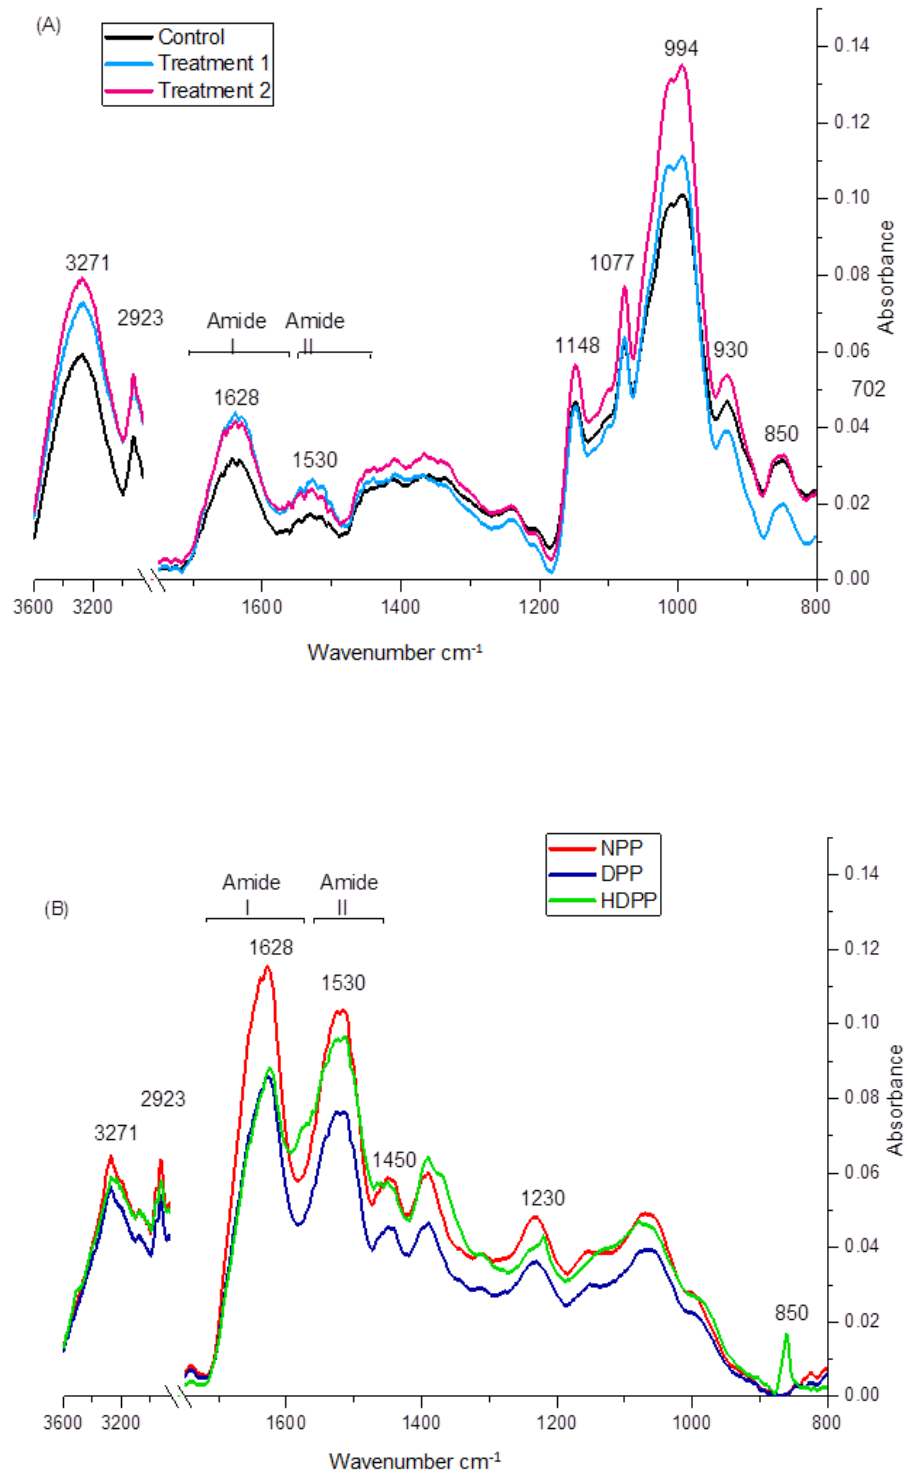 (A)
Control
Treatment 1
Treatment 2
994
0.14
0.12
0.10
3271
1077
0.08
2923
Amide
I
Amide
II
1148
930
0.06
702
1628
850
0.04
1530
0.02
0.00
3600
3200
1600
1400
1200
1000
800
Absorbance
Wavenumber cm-1
NPP
DPP
HDPP
Amide
I
Amide
II
(B)
0.14
1628
1530
0.12
0.10
2923
3271
0.08
1450
0.06
1230
0.04
850
0.02
0.00
3600
3200
1600
1400
1200
1000
800
Absorbance
Wavenumber cm-1